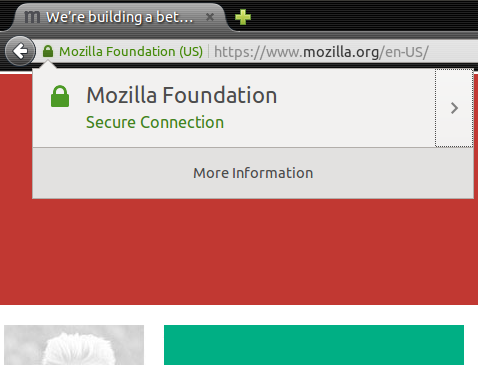 m We're building a bet...
Mozilla Foundation (US) https://www.mozilla.org/en-US/
Mozilla Foundation
Secure Connection
More Information